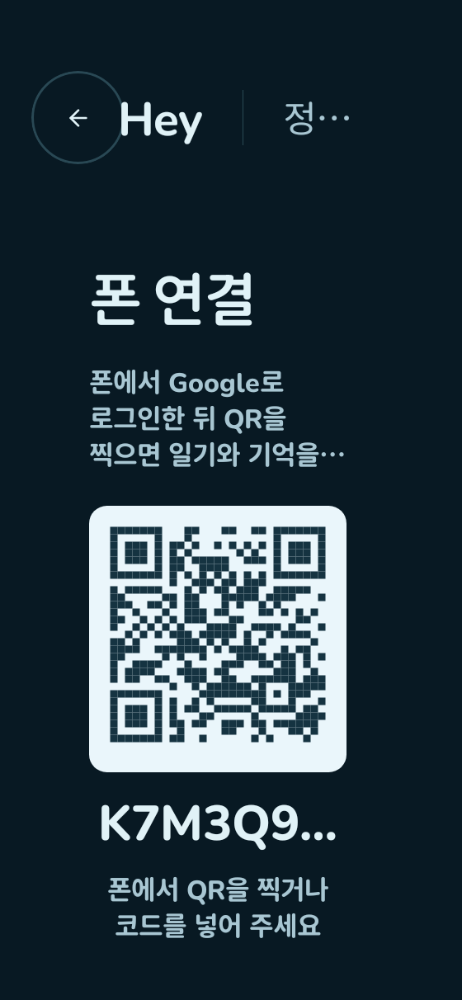 Hey
정…
폰 연결
폰에서 Google로
로그인한 뒤 QR을
찍으면 일기와 기억을…
K7M3Q9...
폰에서 QR을 찍거나
코드를 넣어 주세요